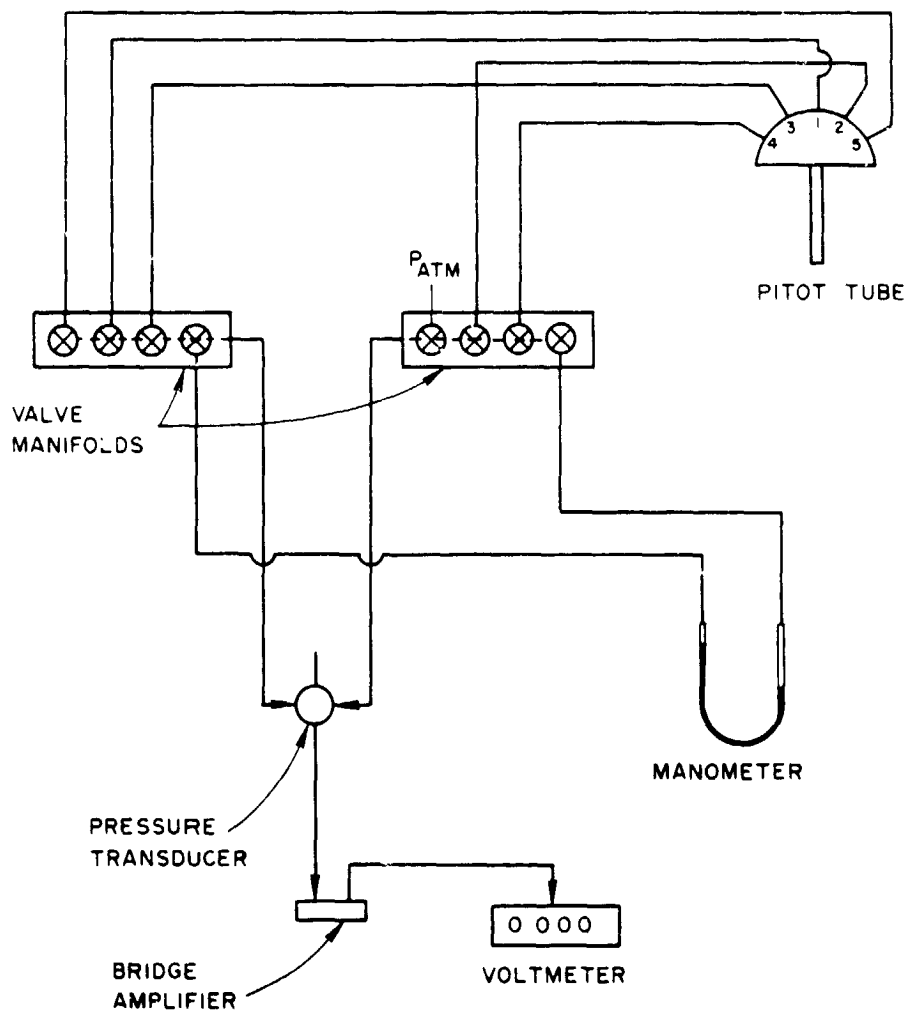 3
1
2
4
5
PATM
PITOT TUBE
VALVE
MANIFOLDS
MANOMETER
PRESSURE
TRANSDUCER
0 000
BRIDGE
AMPLIFIER
VOLTMETER